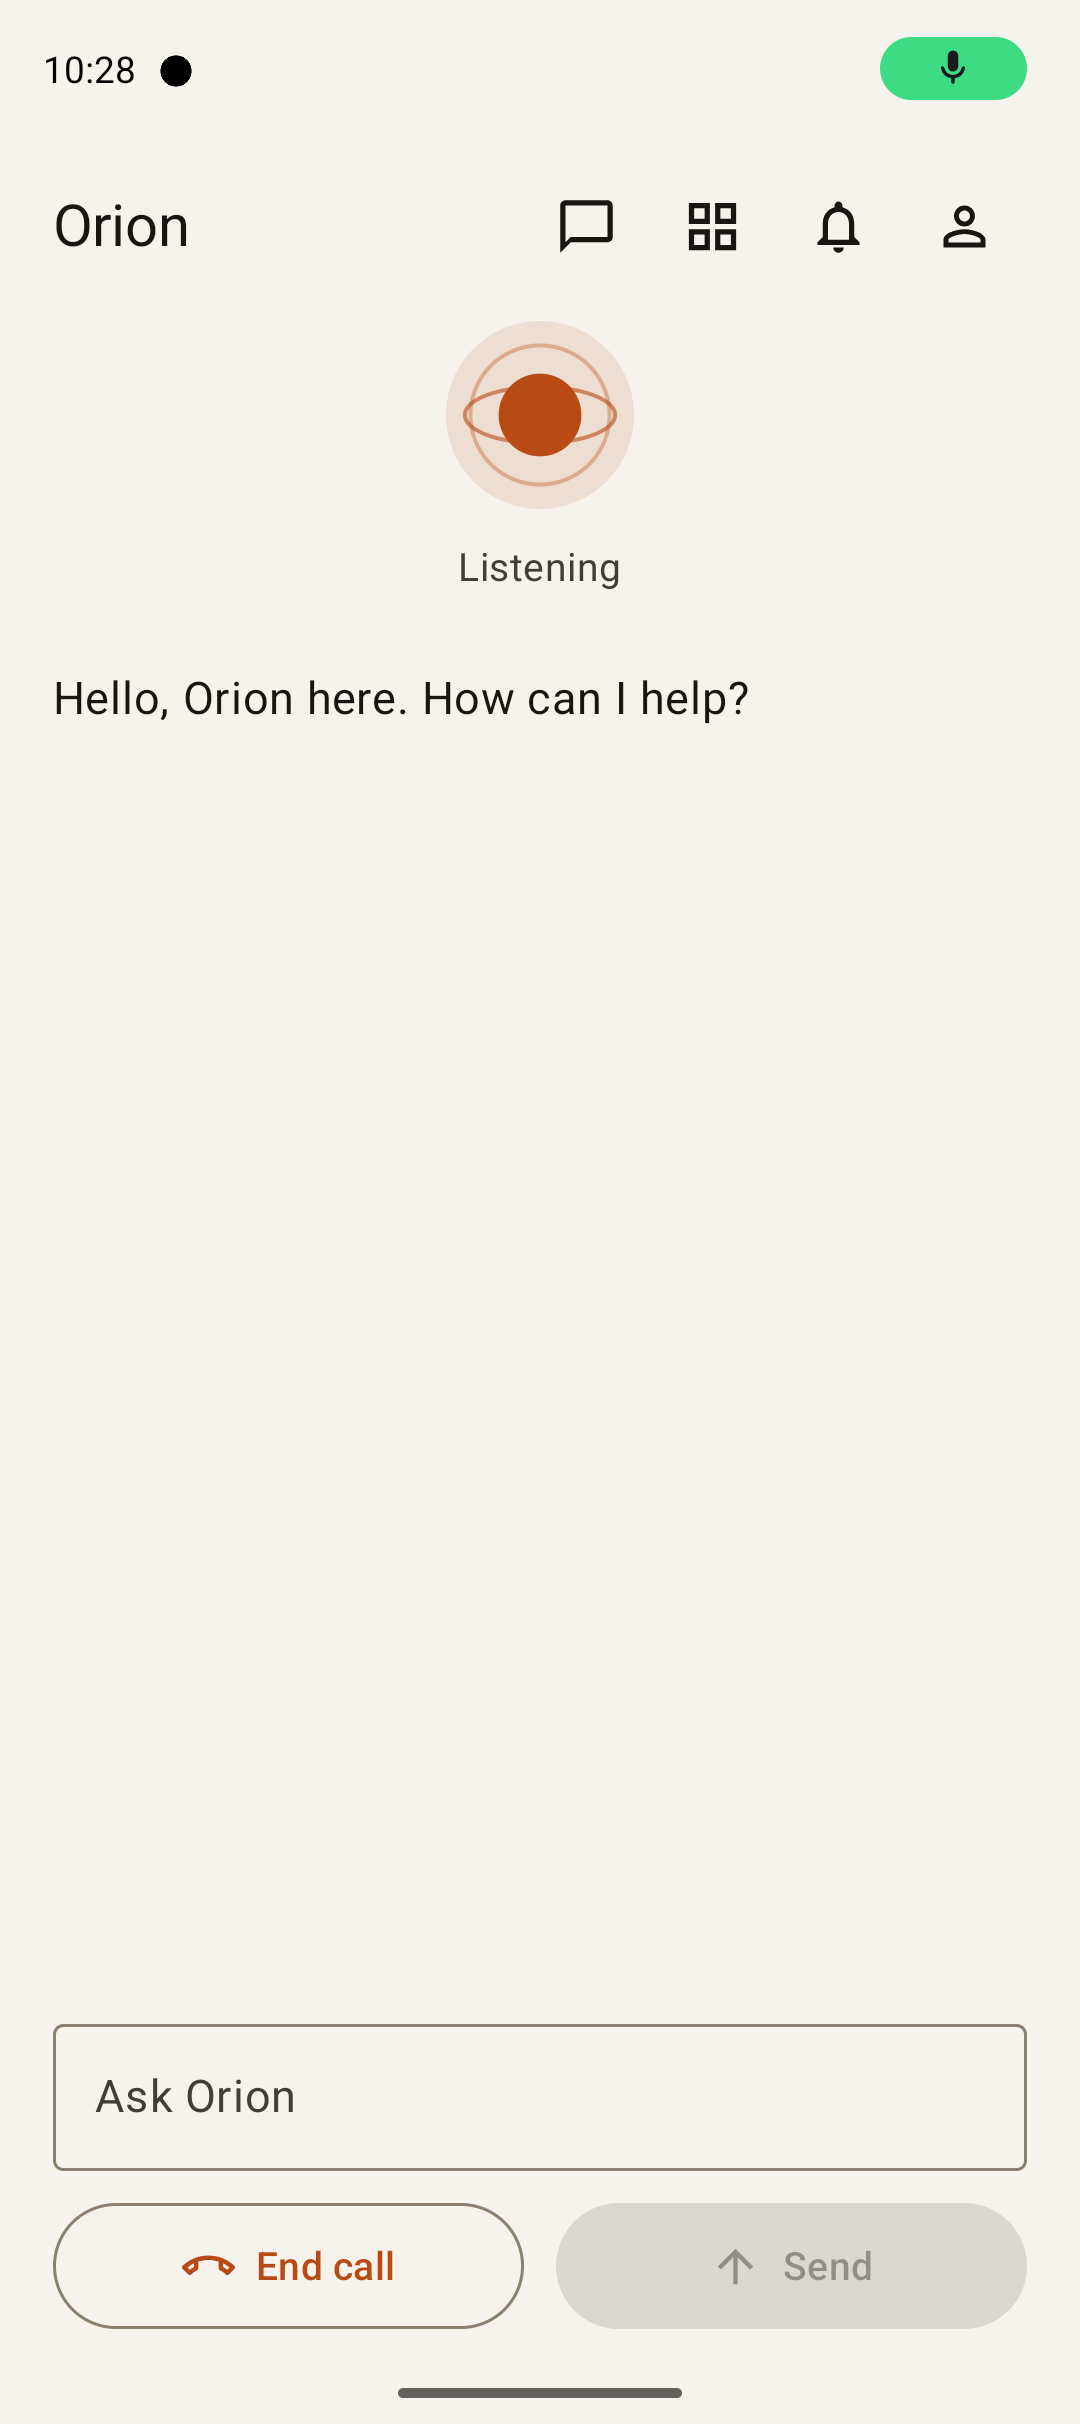 10:28
Orion
Listening
Hello, Orion here. How can I help?
Ask Orion
End call
Send